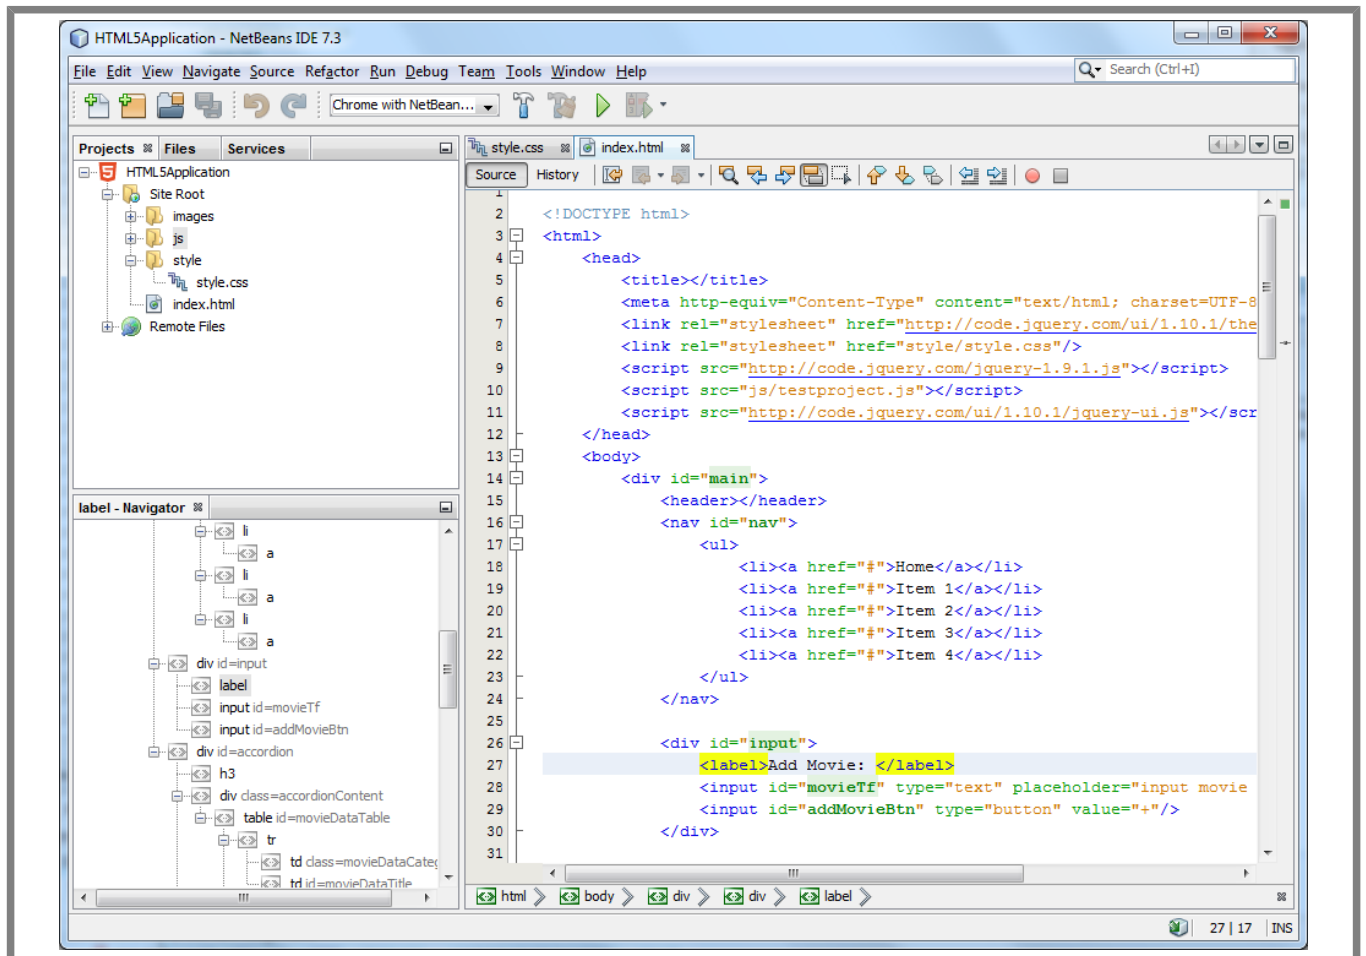 HTML5Application - NetBeans IDE 7.3
File Edit View Navigate Source Refactor Run Debug Team Tools Window Help
Search (Ctrl+I)
Chrome with NetBean...
Projects Files Services
HTML5Application
Site Root
images
js
style
style.css
index.html
Remote Files
label - Navigator
li
a
li
a
li
a
div id=input
label
input id=movieTf
input id=addMovieBtn
div id=accordion
h3
div class=accordionContent
table id=movieDataTable
tr
td class=movieDataCateg
td id=movieDataTitle
style.css index.html
Source History
1
2 <!DOCTYPE html>
3 <html>
4 <head>
5 <title></title>
6 <meta http-equiv="Content-Type" content="text/html; charset=UTF-8
7 <link rel="stylesheet" href="http://code.jquery.com/ui/1.10.1/the
8 <link rel="stylesheet" href="style/style.css"/>
9 <script src="http://code.jquery.com/jquery-1.9.1.js"></script>
10 <script src="js/testproject.js"></script>
11 <script src="http://code.jquery.com/ui/1.10.1/jquery-ui.js"></scr
12 </head>
13 <body>
14 <div id="main">
15 <header></header>
16 <nav id="nav">
17 <ul>
18 <li><a href="#">Home</a></li>
19 <li><a href="#">Item 1</a></li>
20 <li><a href="#">Item 2</a></li>
21 <li><a href="#">Item 3</a></li>
22 <li><a href="#">Item 4</a></li>
23 </ul>
24 </nav>
25
26 <div id="input">
27 <label>Add Movie: </label>
28 <input id="movieTf" type="text" placeholder="input movie
29 <input id="addMovieBtn" type="button" value="+"/>
30 </div>
31
html body div div label
27 | 17 INS